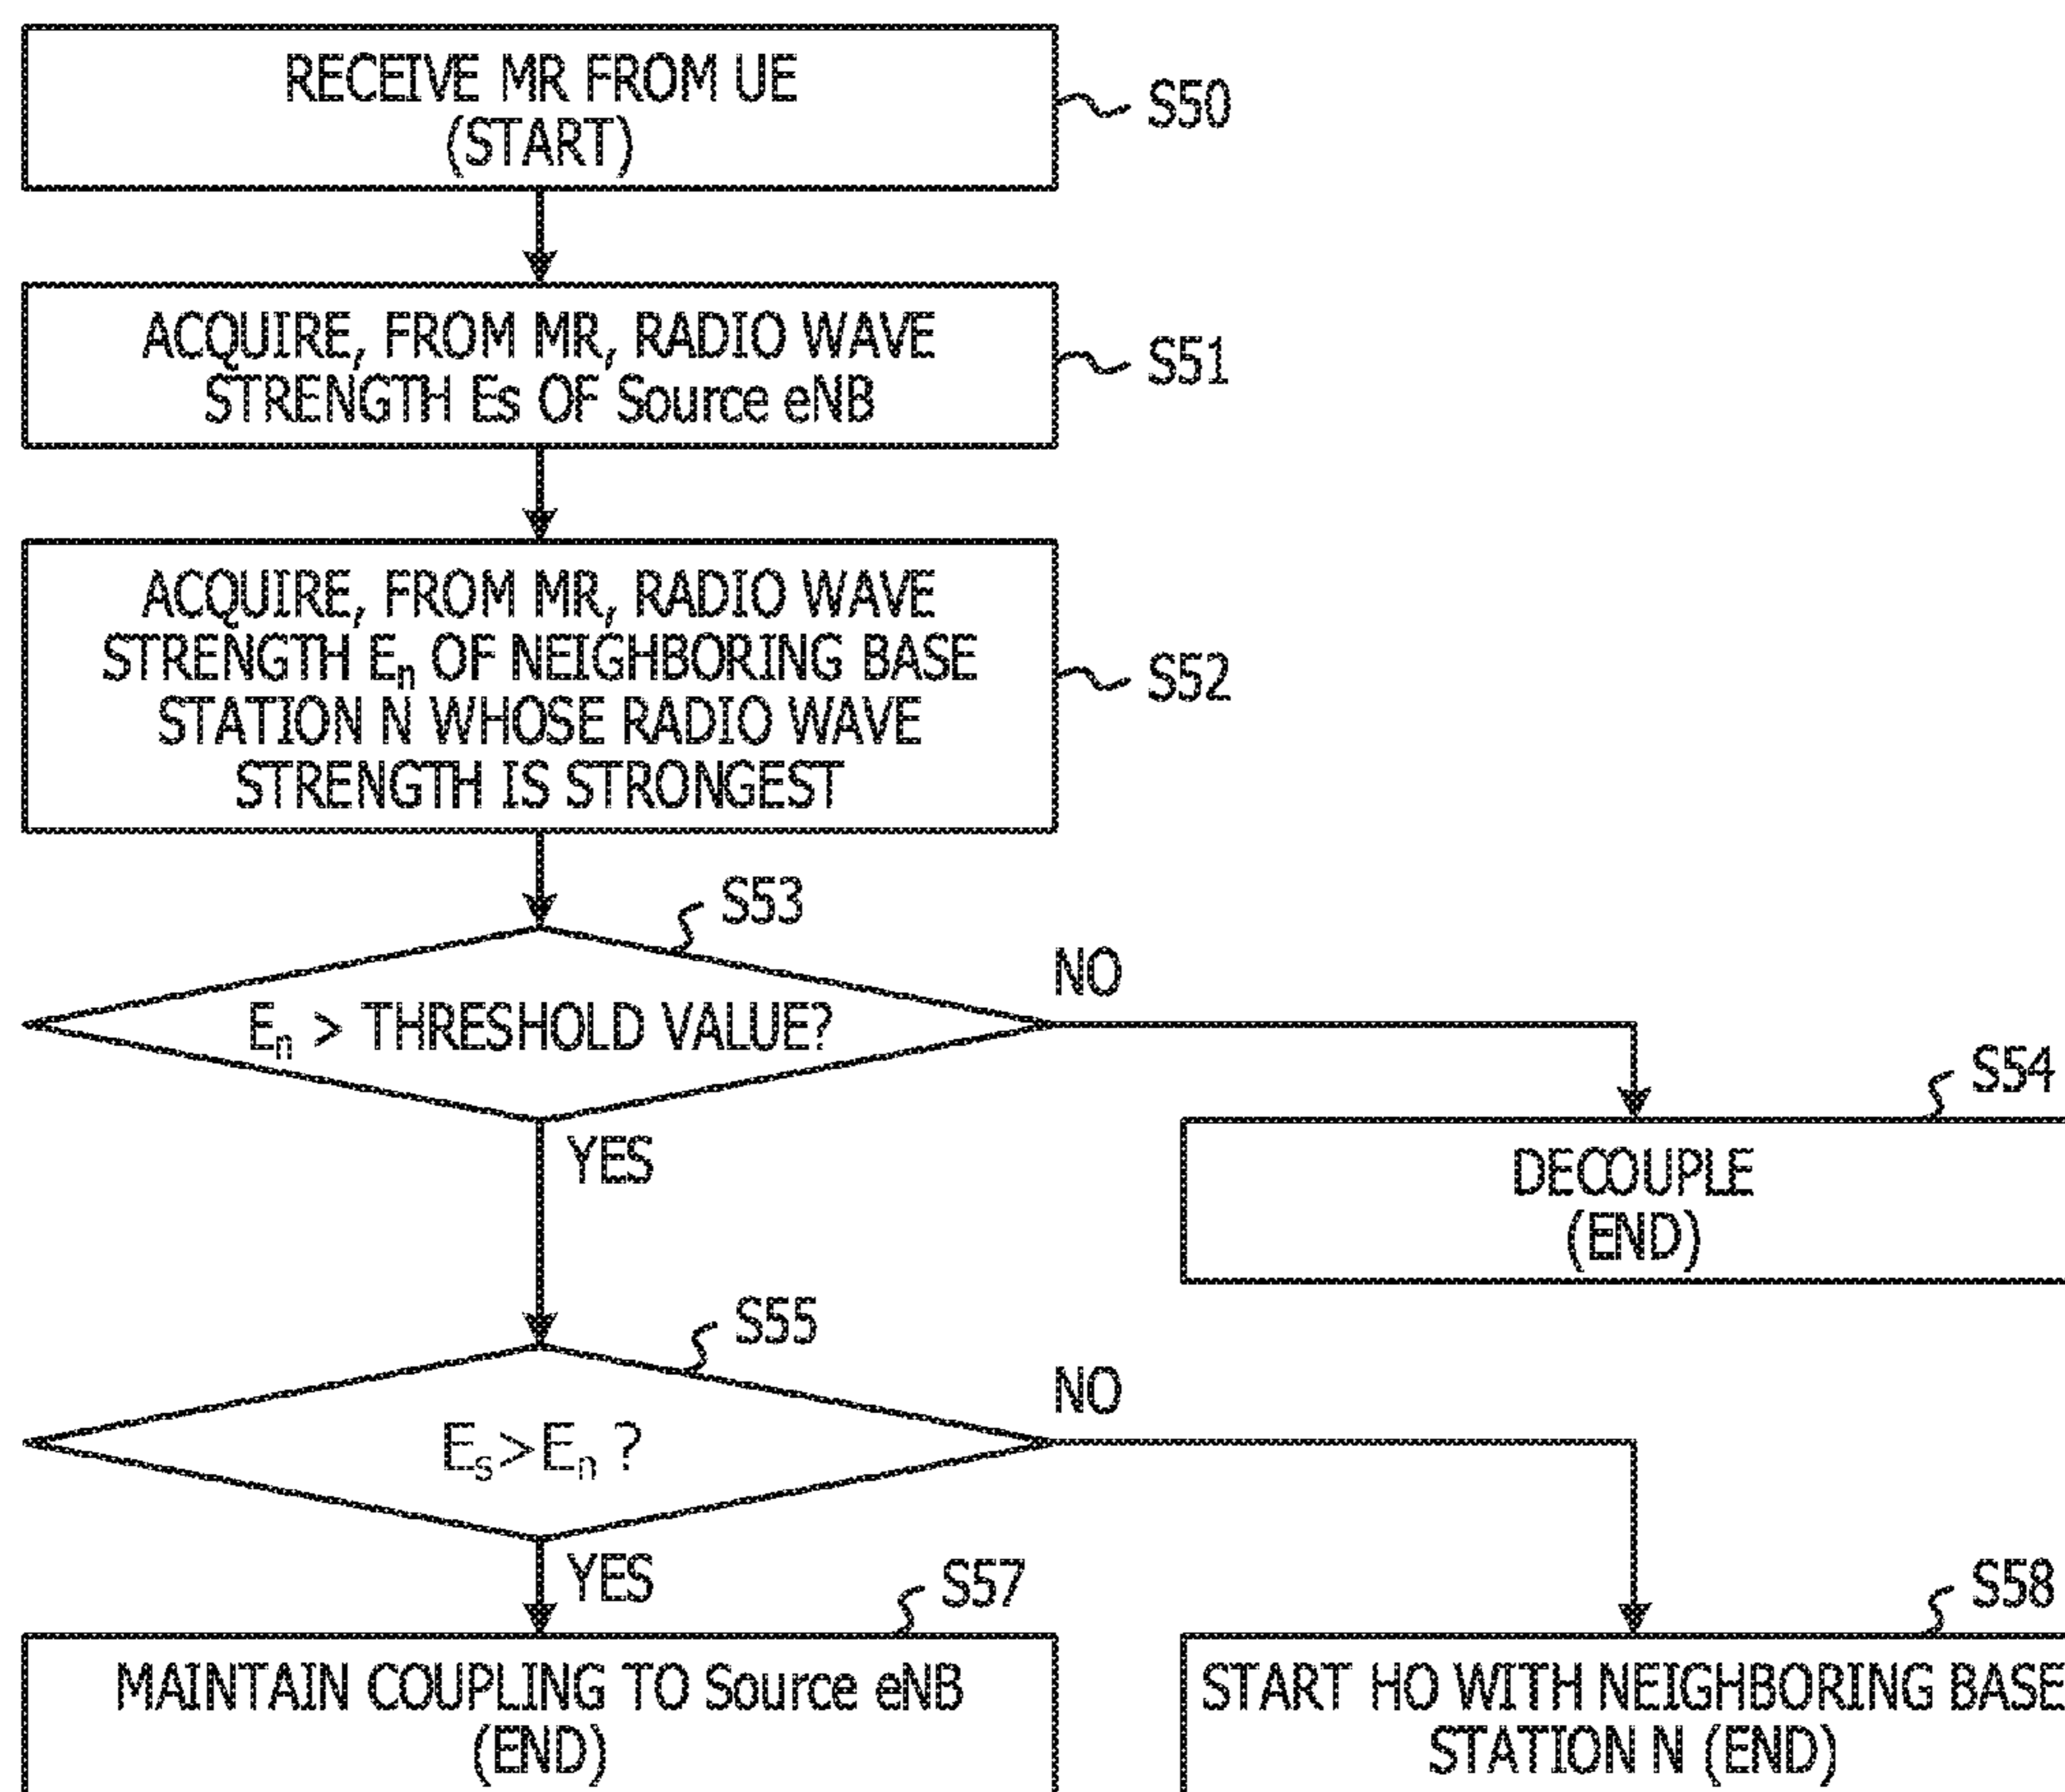 RECEIVE MR FROM UE
(START)
S50
ACQUIRE, FROM MR, RADIO WAVE
STRENGTH Es OF Source eNB
S51
ACQUIRE, FROM MR, RADIO WAVE
STRENGTH En OF NEIGHBORING BASE
STATION N WHOSE RADIO WAVE
STRENGTH IS STRONGEST
S52
S53
En > THRESHOLD VALUE?
NO
YES
S54
DECOUPLE
(END)
S55
Es>En ?
NO
YES
S57
MAINTAIN COUPLING TO Source eNB
(END)
S58
START HO WITH NEIGHBORING BASE
STATION N (END)